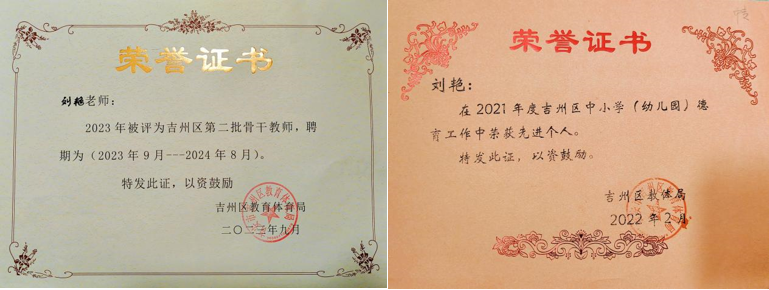 荣誉证书
刘艳老师：
2023年被评为吉州区第二批骨干教师，聘
期为（2023年9月---2024年8月）。
特发此证，以资鼓励
吉州区教育体育局
二〇二三年九月
荣誉证书
刘艳：
在2021年度吉州区中小学（幼儿园）德
育工作中荣获先进个人。
特发此证，以资鼓励。
吉州区教体局
2022年2月